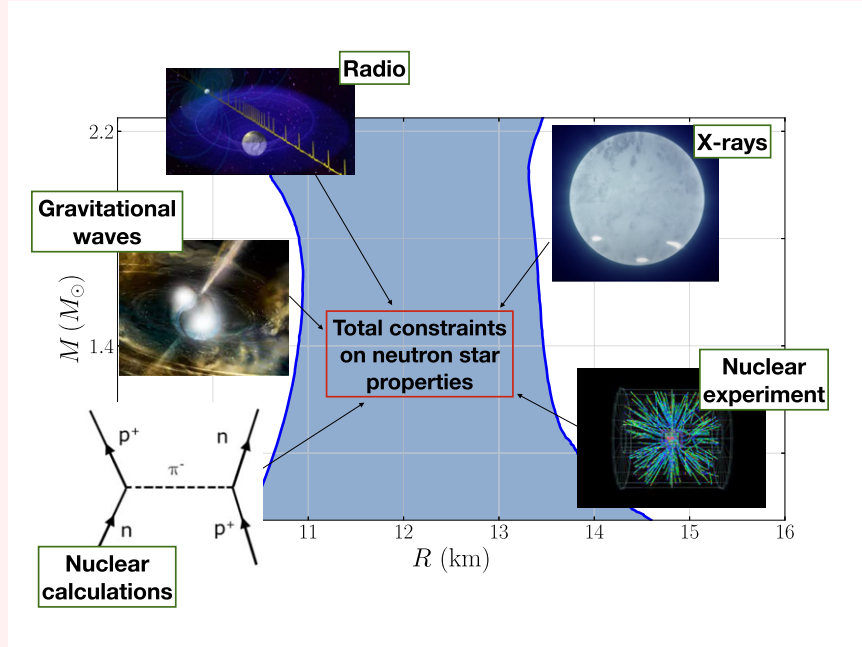 Radio
X-rays
2.2
Gravitational
waves
M (M☉)
Total constraints
on neutron star
properties
1.4
Nuclear
experiment
p⁺
n
π⁻
n
p⁺
Nuclear
calculations
11
12
13
14
15
16
R (km)